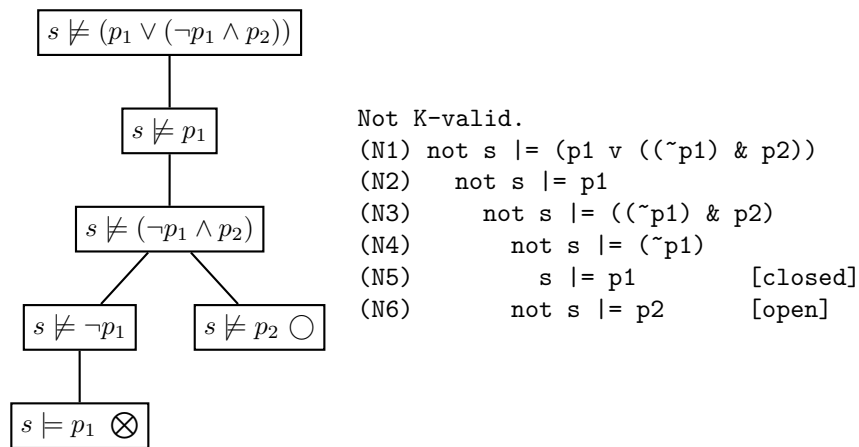 s ⊭ (p₁ ∨ (¬p₁ ∧ p₂))
s ⊭ p₁
s ⊭ (¬p₁ ∧ p₂)
s ⊭ ¬p₁
s ⊭ p₂ ◯
s ⊨ p₁ ⊗
Not K-valid.
(N1) not s |= (p1 v ((~p1) & p2))
(N2)   not s |= p1
(N3)     not s |= ((~p1) & p2)
(N4)       not s |= (~p1)
(N5)         s |= p1       [closed]
(N6)       not s |= p2     [open]